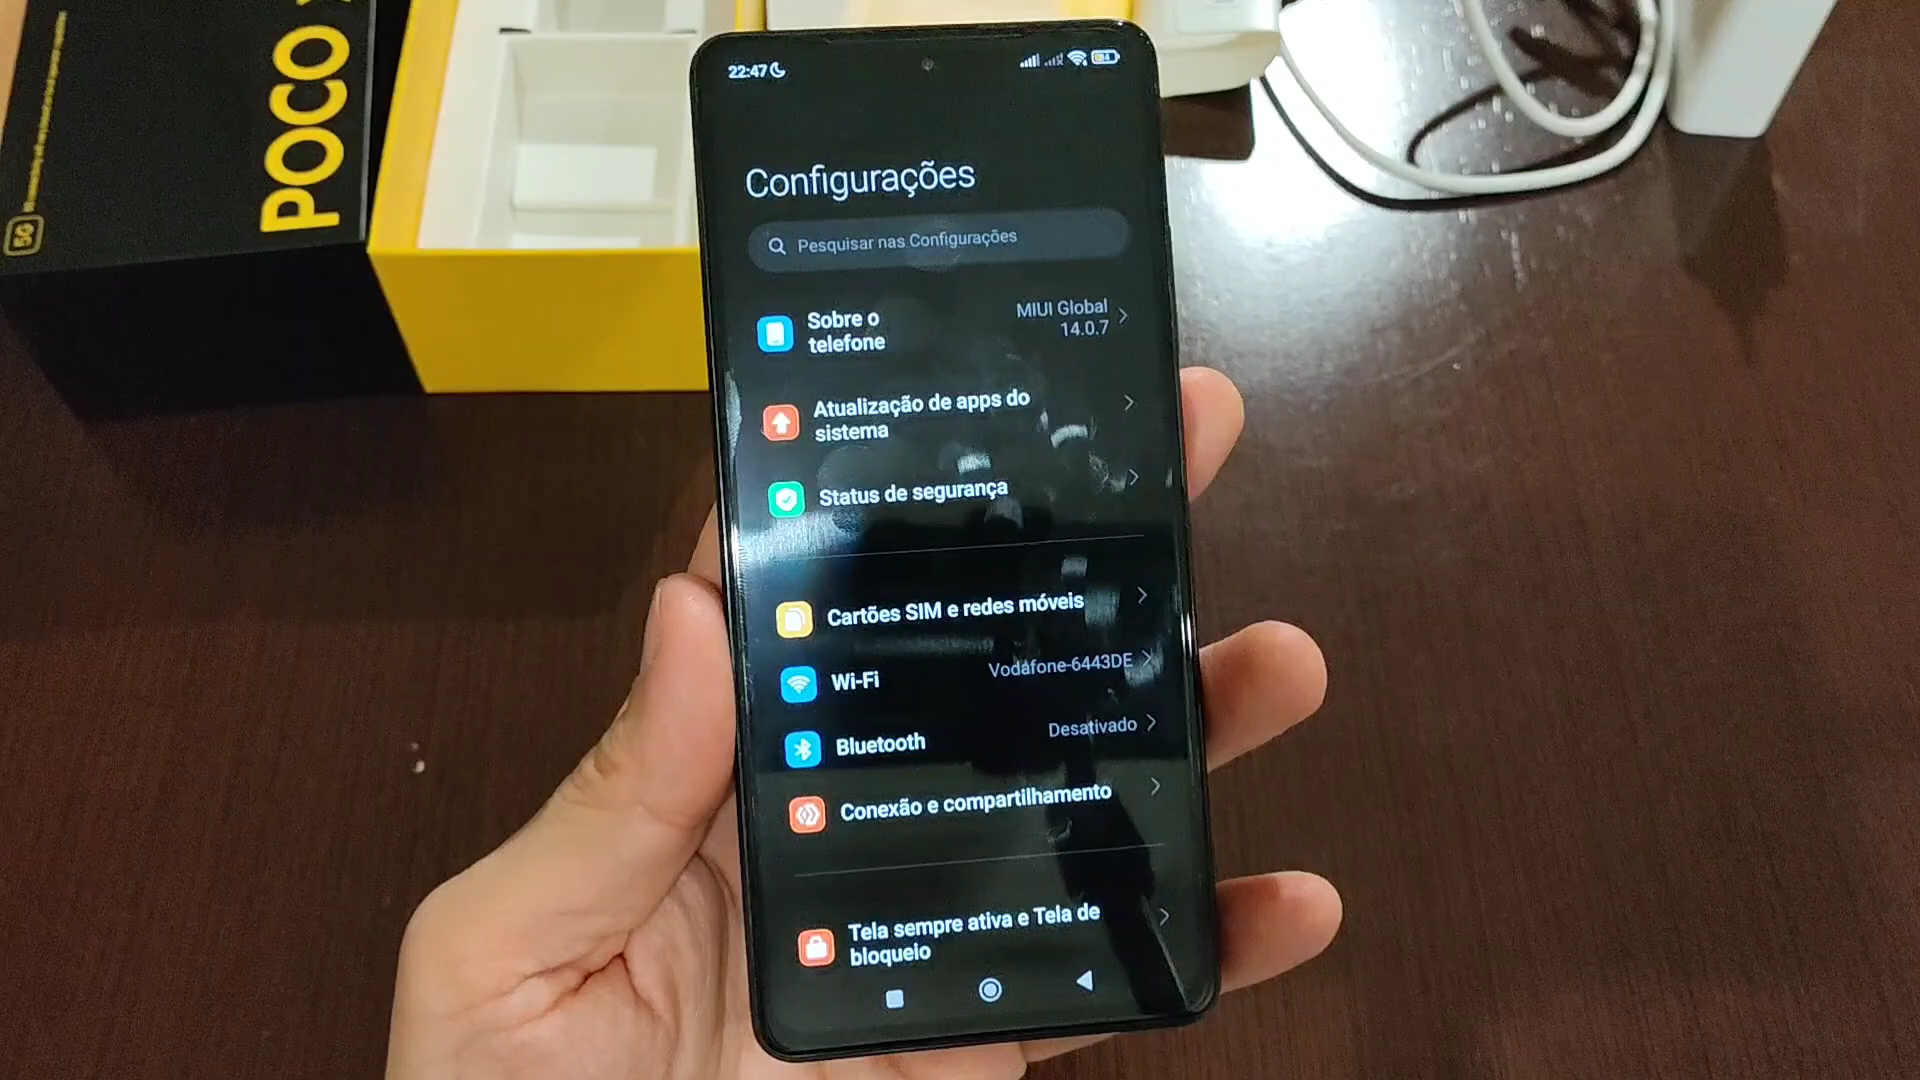 POCO
5G
22:47
Configurações
Pesquisar nas Configurações
Sobre o
telefone
MIUI Global
14.0.7
Atualização de apps do
sistema
Status de segurança
Cartões SIM e redes móveis
Wi-Fi
Vodafone-6443DE
Bluetooth
Desativado
Conexão e compartilhamento
Tela sempre ativa e Tela de
bloqueio